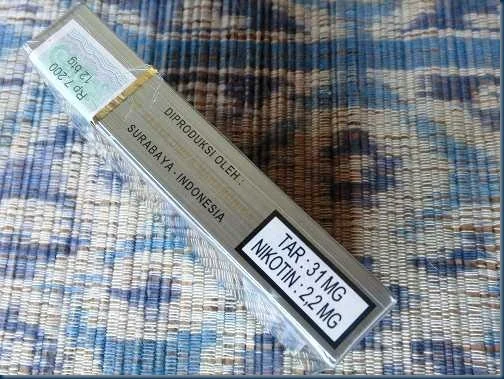 Rp 7.200
12 btg
DIPRODUKSI OLEH :
SURABAYA - INDONESIA
TAR : 31 MG
NIKOTIN : 2,2 MG